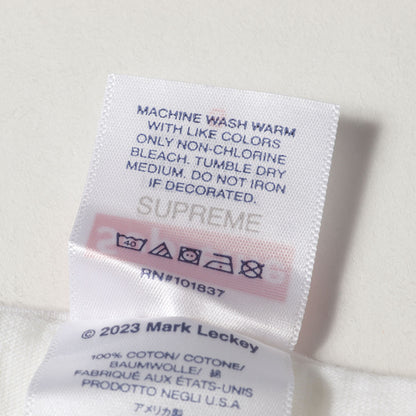 MACHINE WASH WARM
WITH LIKE COLORS
ONLY NON-CHLORINE
BLEACH. TUMBLE DRY
MEDIUM. DO NOT IRON
IF DECORATED.
SUPREME
40
RN#101837
© 2023 Mark Leckey
100% COTTON/ COTONE/
BAUMWOLLE/ 綿
FABRIQUÉ AUX ÉTATS-UNIS
PRODOTTO NEGLI U.S.A
アメリカ製